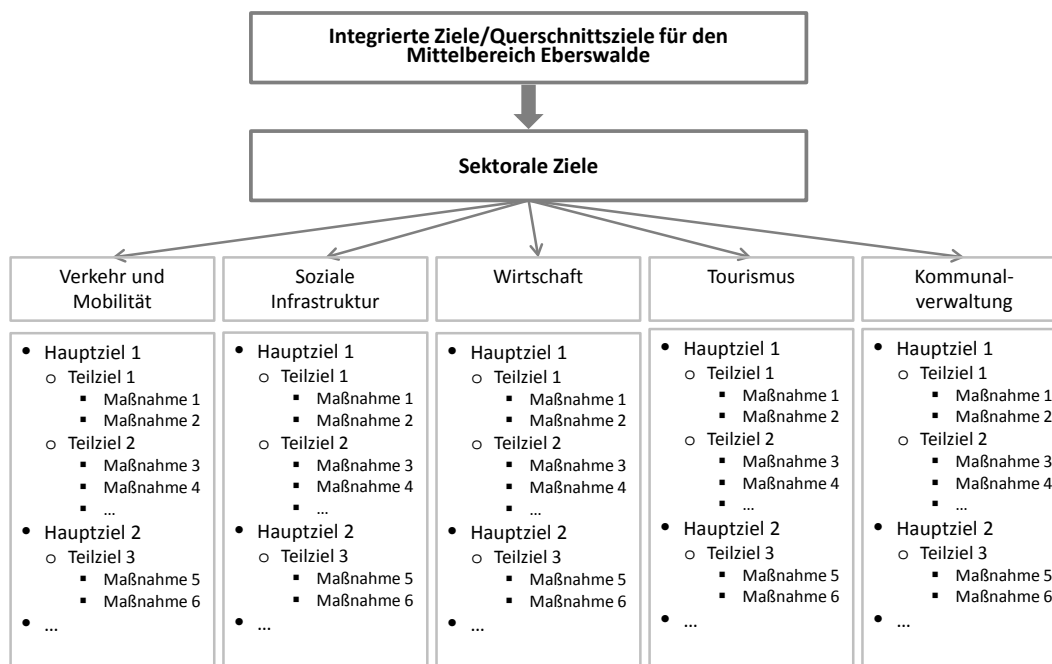 Integrierte Ziele/Querschnittsziele für den
Mittelbereich Eberswalde
Sektorale Ziele
Verkehr und
Mobilität
Soziale
Infrastruktur
Wirtschaft
Tourismus
Kommunal-
verwaltung
• Hauptziel 1
o Teilziel 1
▪ Maßnahme 1
▪ Maßnahme 2
o Teilziel 2
▪ Maßnahme 3
▪ Maßnahme 4
▪ …
• Hauptziel 2
o Teilziel 3
▪ Maßnahme 5
▪ Maßnahme 6
• …
• Hauptziel 1
o Teilziel 1
▪ Maßnahme 1
▪ Maßnahme 2
o Teilziel 2
▪ Maßnahme 3
▪ Maßnahme 4
▪ …
• Hauptziel 2
o Teilziel 3
▪ Maßnahme 5
▪ Maßnahme 6
• …
• Hauptziel 1
o Teilziel 1
▪ Maßnahme 1
▪ Maßnahme 2
o Teilziel 2
▪ Maßnahme 3
▪ Maßnahme 4
▪ …
• Hauptziel 2
o Teilziel 3
▪ Maßnahme 5
▪ Maßnahme 6
• …
• Hauptziel 1
o Teilziel 1
▪ Maßnahme 1
▪ Maßnahme 2
o Teilziel 2
▪ Maßnahme 3
▪ Maßnahme 4
▪ …
• Hauptziel 2
o Teilziel 3
▪ Maßnahme 5
▪ Maßnahme 6
• …
• Hauptziel 1
o Teilziel 1
▪ Maßnahme 1
▪ Maßnahme 2
o Teilziel 2
▪ Maßnahme 3
▪ Maßnahme 4
▪ …
• Hauptziel 2
o Teilziel 3
▪ Maßnahme 5
▪ Maßnahme 6
• …